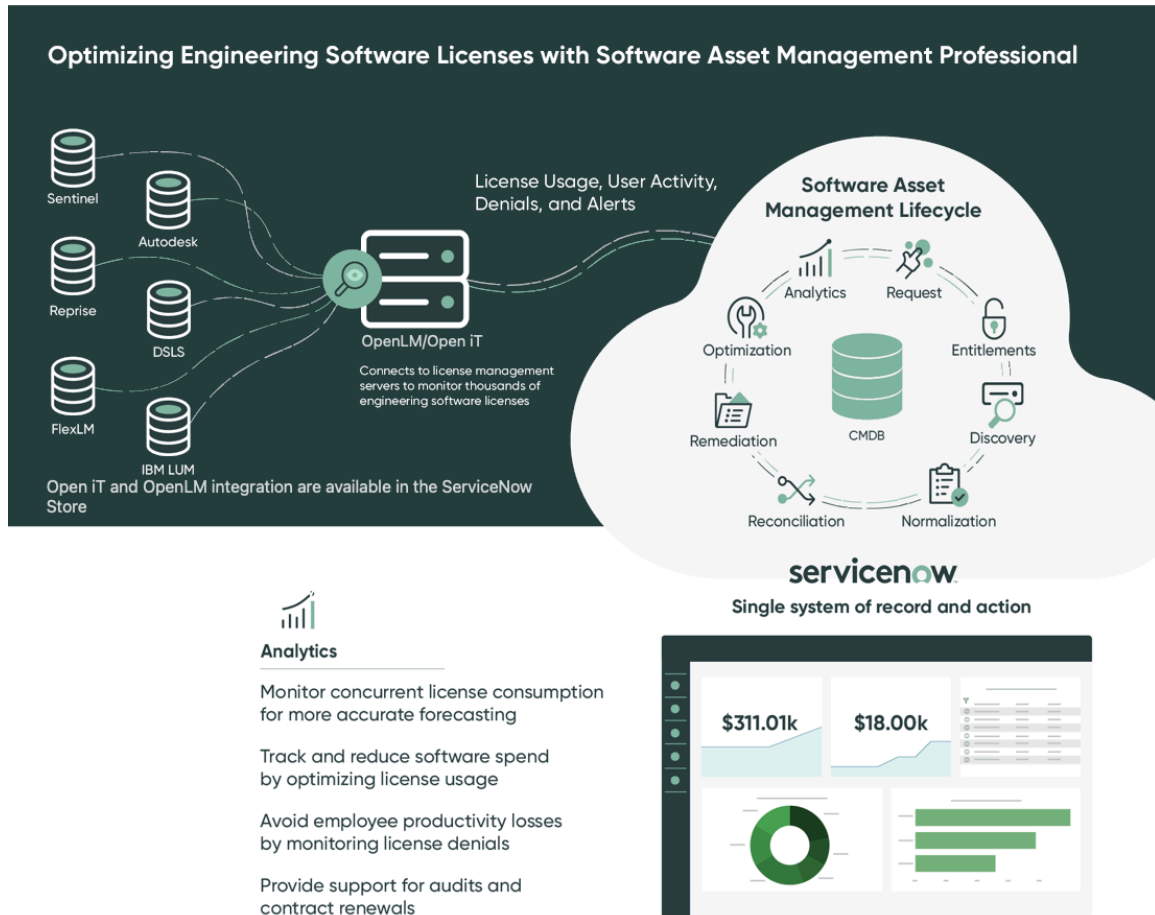 Optimizing Engineering Software Licenses with Software Asset Management Professional
Sentinel
Autodesk
Reprise
DSLS
FlexLM
IBM LUM
OpenLM/Open iT
Connects to license management
servers to monitor thousands of
engineering software licenses
License Usage, User Activity,
Denials, and Alerts
Open iT and OpenLM integration are available in the ServiceNow
Store
Software Asset
Management Lifecycle
Analytics
Request
Optimization
Entitlements
Remediation
CMDB
Discovery
Reconciliation
Normalization
servicenow
Single system of record and action
Analytics
Monitor concurrent license consumption
for more accurate forecasting
Track and reduce software spend
by optimizing license usage
Avoid employee productivity losses
by monitoring license denials
Provide support for audits and
contract renewals
$311.01k
$18.00k